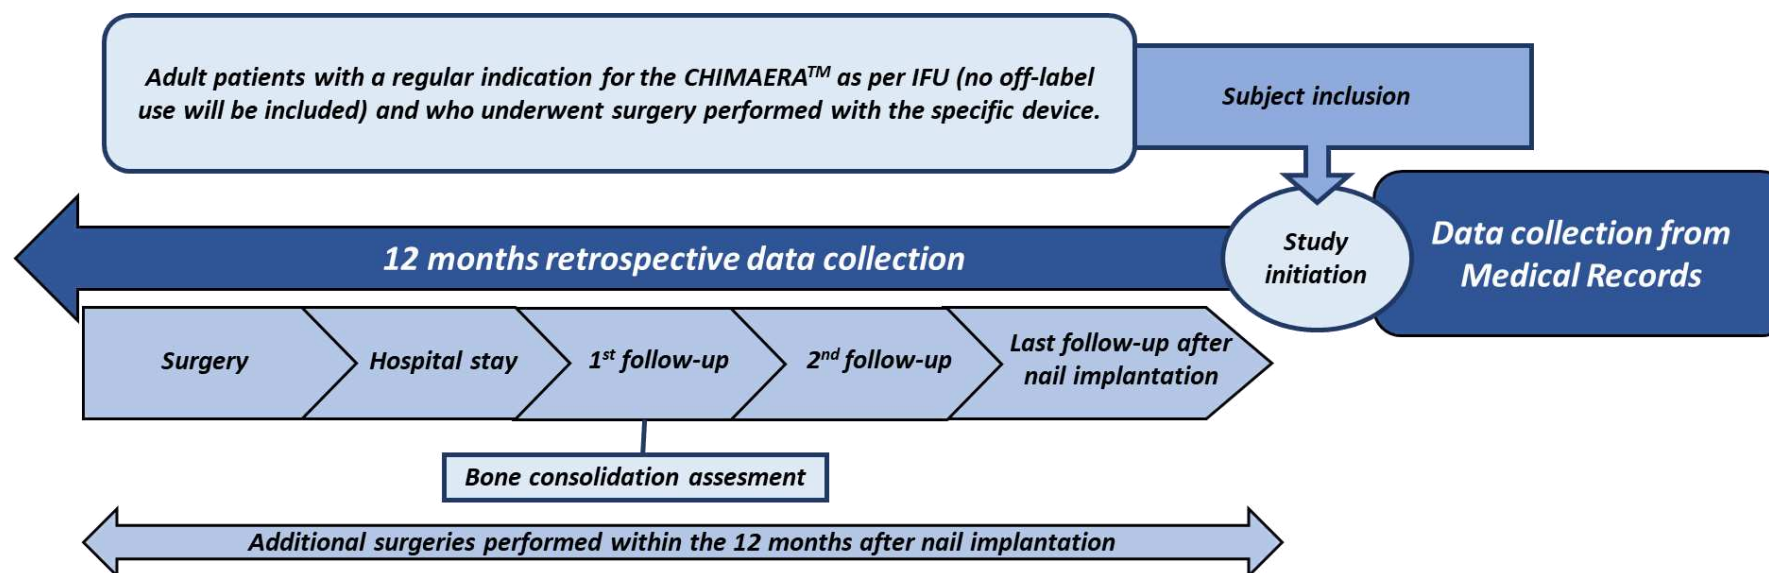 Adult patients with a regular indication for the CHIMAERA™ as per IFU (no off-label
use will be included) and who underwent surgery performed with the specific device.
Subject inclusion
12 months retrospective data collection
Study
initiation
Data collection from
Medical Records
Surgery
Hospital stay
1st follow-up
2nd follow-up
Last follow-up after
nail implantation
Bone consolidation assesment
Additional surgeries performed within the 12 months after nail implantation